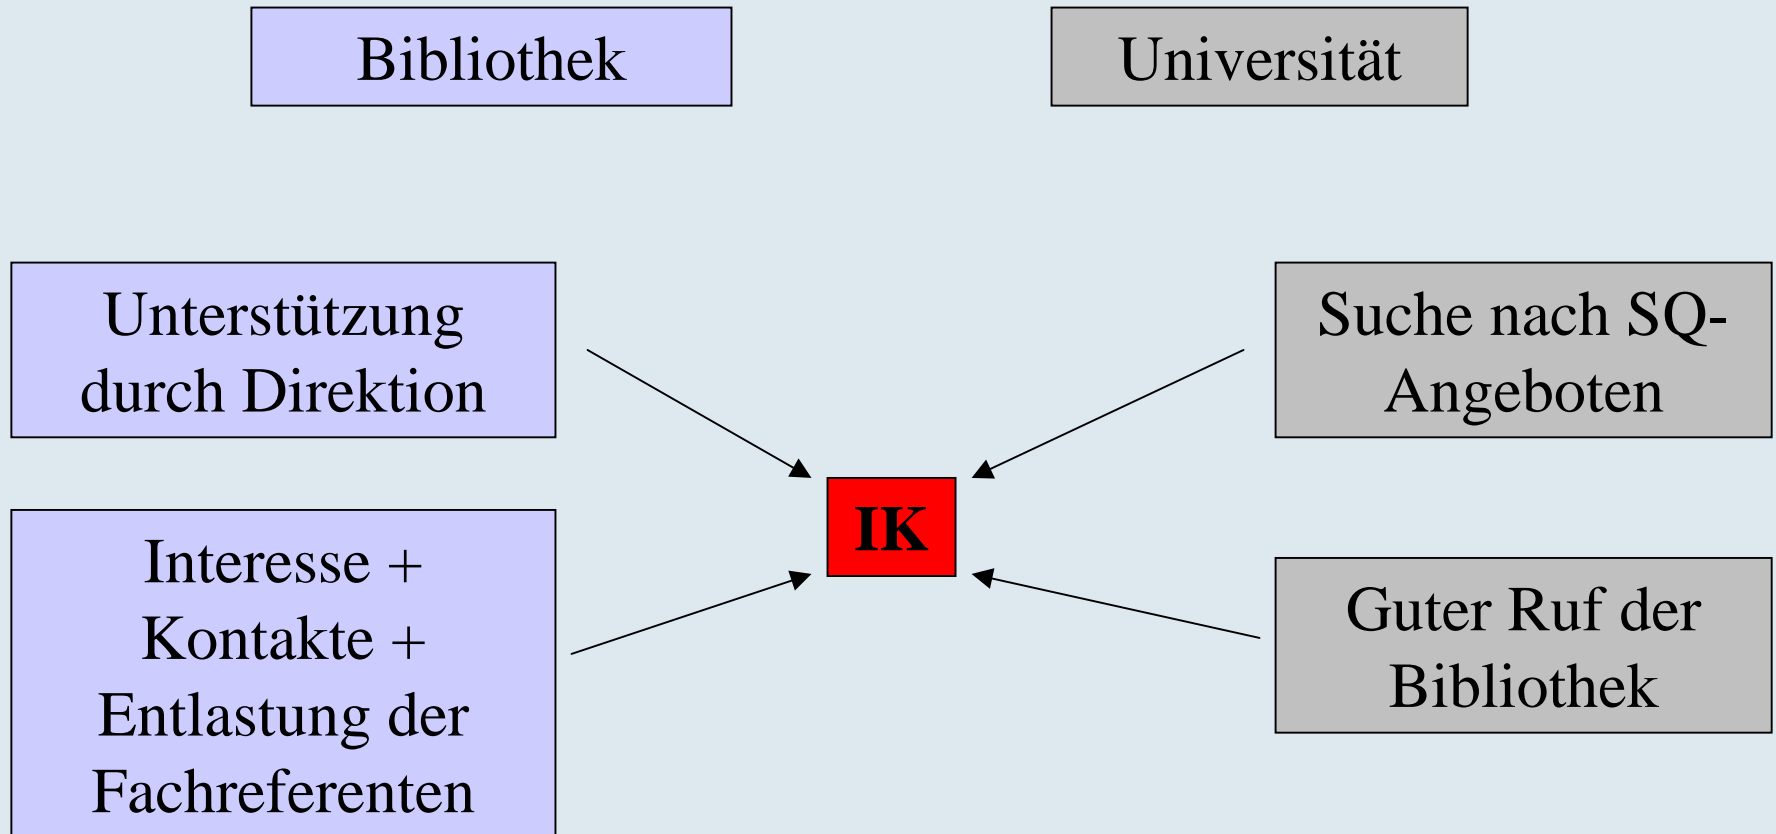 Bibliothek
Universität
Unterstützung
durch Direktion
Suche nach SQ-
Angeboten
IK
Interesse +
Kontakte +
Entlastung der
Fachreferenten
Guter Ruf der
Bibliothek